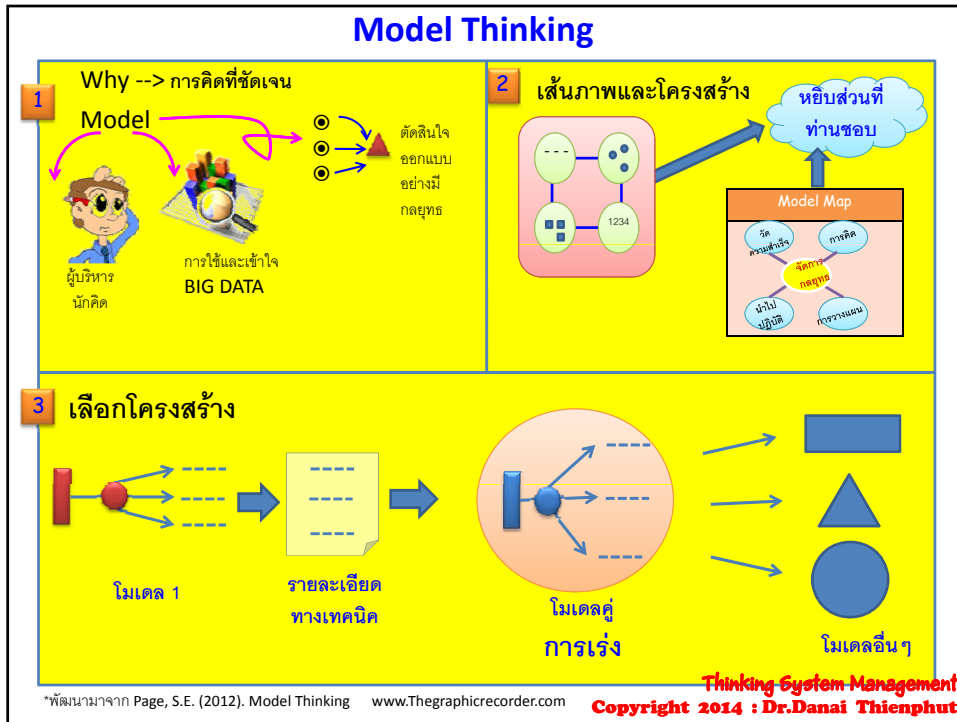 Model Thinking
1
Why --> การคิดที่ชัดเจน
Model
ผู้บริหาร
นักคิด
การใช้และเข้าใจ
BIG DATA
ตัดสินใจ
ออกแบบ
อย่างมี
กลยุทธ
2
เส้นภาพและโครงสร้าง
- - -
1234
หยิบส่วนที่
ท่านชอบ
Model Map
วัด
ความสำเร็จ
การคิด
จัดการ
กลยุทธ
นำไป
ปฏิบัติ
การวางแผน
3
เลือกโครงสร้าง
โมเดล 1
รายละเอียด
ทางเทคนิค
โมเดลคู่
การเร่ง
โมเดลอื่นๆ
*พัฒนามาจาก Page, S.E. (2012). Model Thinking www.Thegraphicrecorder.com
Thinking System Management
Copyright 2014 : Dr.Danai Thienphut